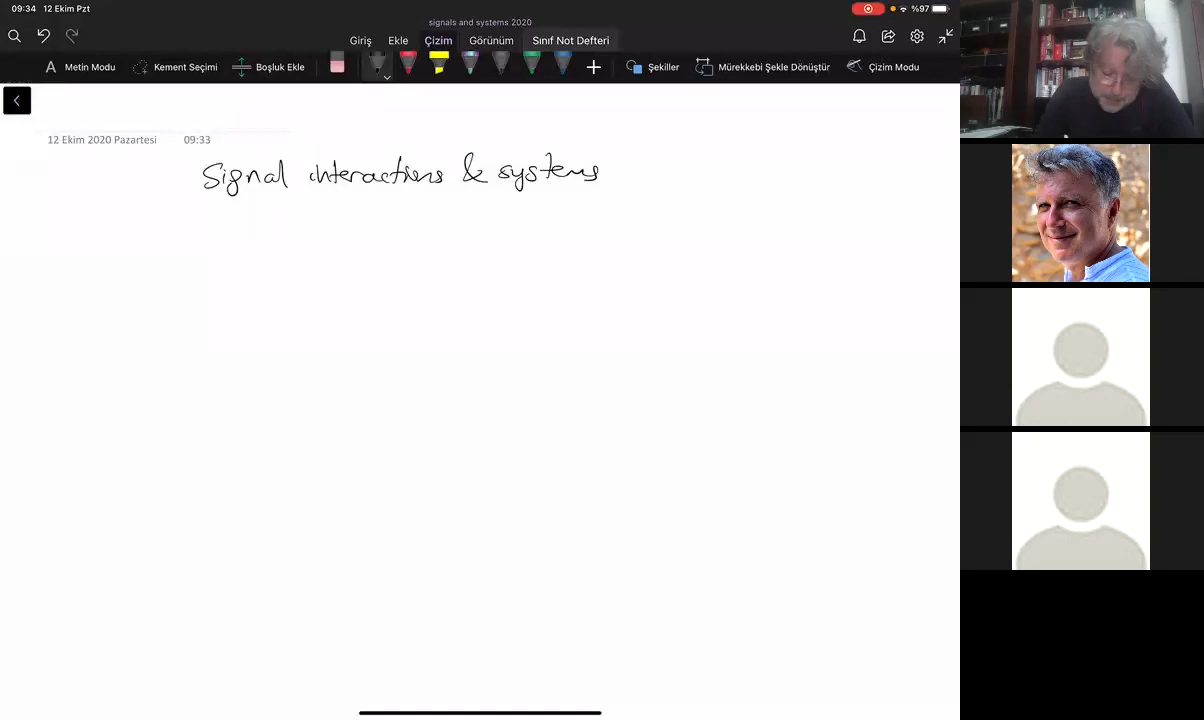 09:34 12 Ekim Pzt %97
signals and systems 2020
Giriş Ekle Çizim Görünüm Sınıf Not Defteri
Metin Modu Kement Seçimi Boşluk Ekle Şekiller Mürekkebi Şekle Dönüştür Çizim Modu
12 Ekim 2020 Pazartesi 09:33
Signal interactions & systems